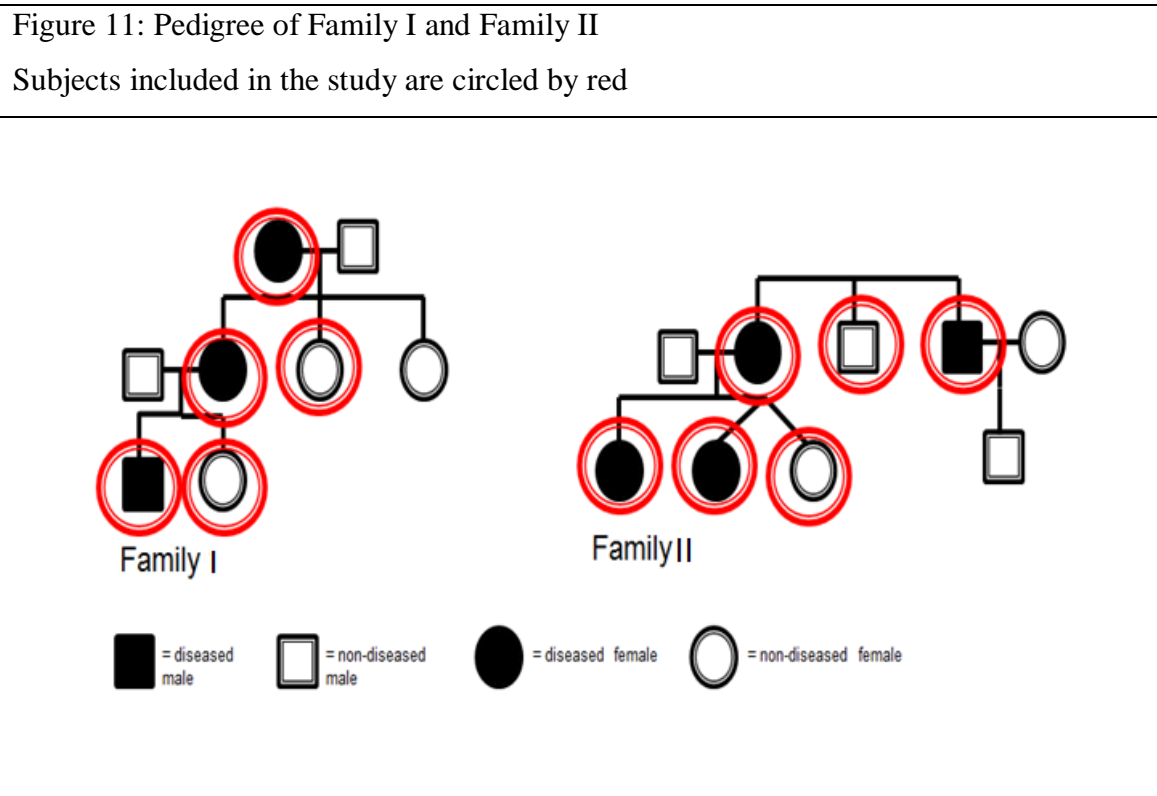 Figure 11: Pedigree of Family I and Family II
Subjects included in the study are circled by red
Family I
Family II
= diseased male
= non-diseased male
= diseased female
= non-diseased female